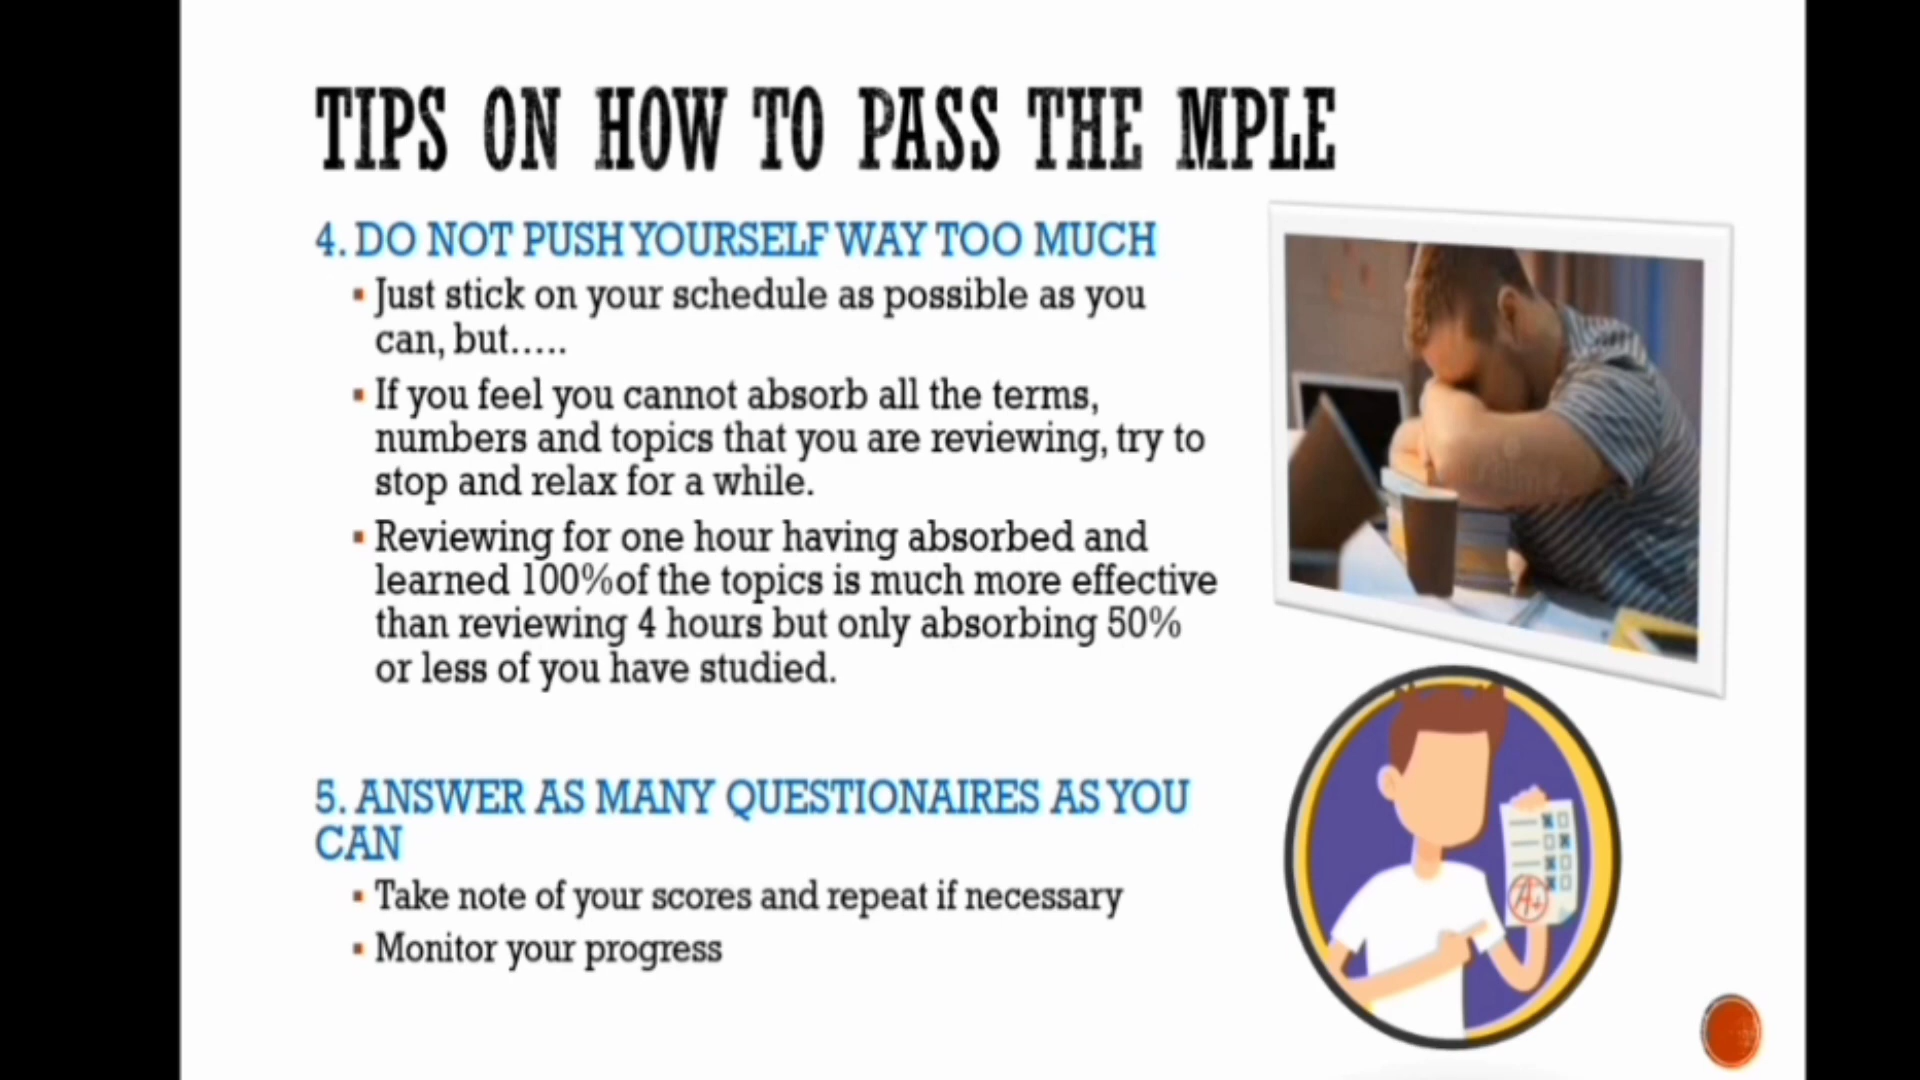 TIPS ON HOW TO PASS THE MPLE
4. DO NOT PUSH YOURSELF WAY TOO MUCH
▪ Just stick on your schedule as possible as you
can, but.....
▪ If you feel you cannot absorb all the terms,
numbers and topics that you are reviewing, try to
stop and relax for a while.
▪ Reviewing for one hour having absorbed and
learned 100%of the topics is much more effective
than reviewing 4 hours but only absorbing 50%
or less of you have studied.
5. ANSWER AS MANY QUESTIONAIRES AS YOU
CAN
▪ Take note of your scores and repeat if necessary
▪ Monitor your progress
A+